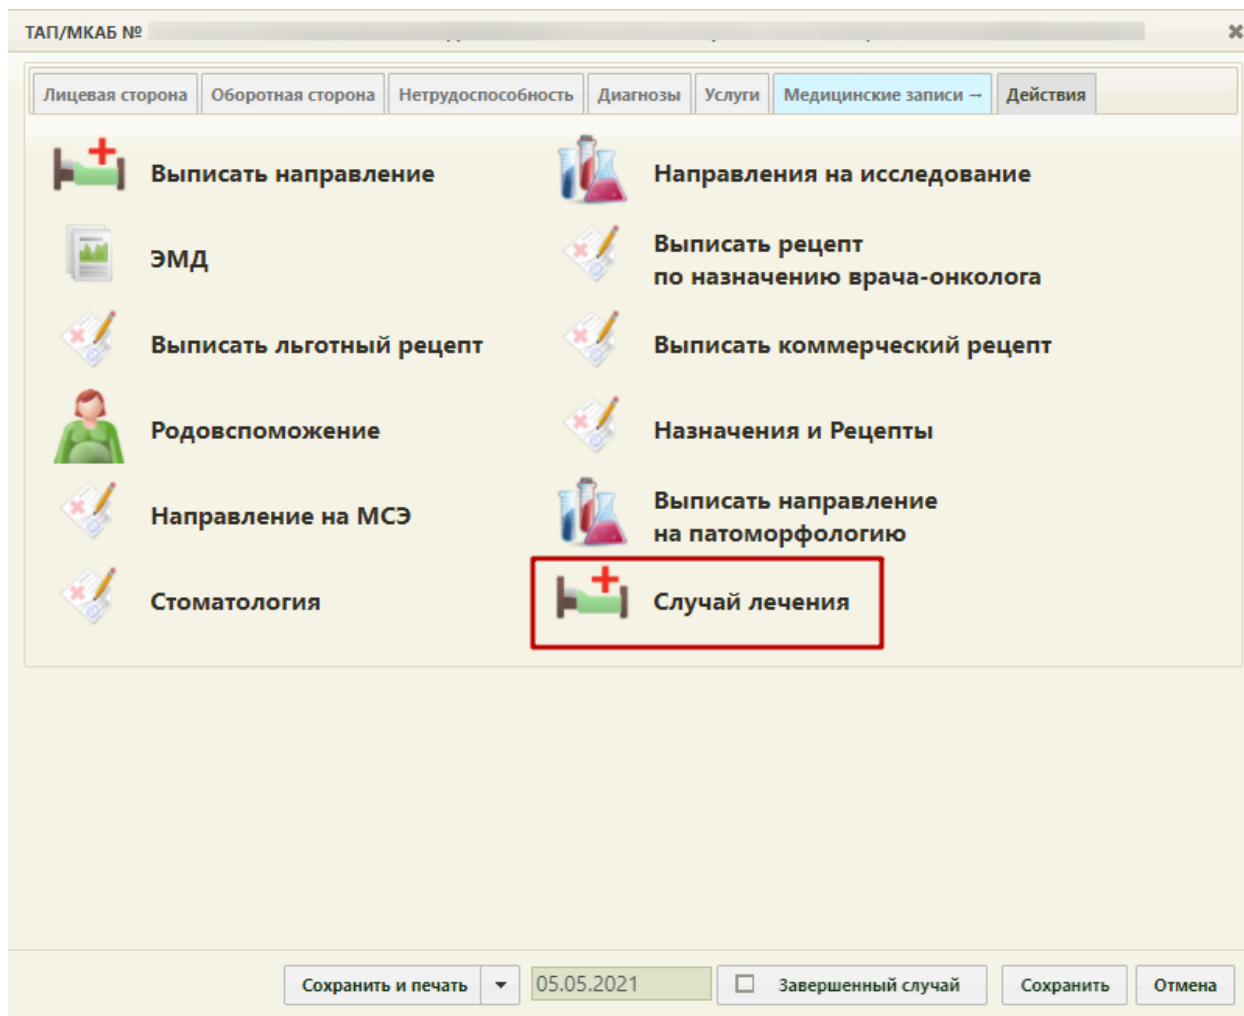 ТАП/МКАБ №
Лицевая сторона Оборотная сторона Нетрудоспособность Диагнозы Услуги Медицинские записи → Действия
Выписать направление
Направления на исследование
ЭМД
Выписать рецепт
по назначению врача-онколога
Выписать льготный рецепт
Выписать коммерческий рецепт
Родовспоможение
Назначения и Рецепты
Направление на МСЭ
Выписать направление
на патоморфологию
Стоматология
Случай лечения
Сохранить и печать 05.05.2021 Завершенный случай Сохранить Отмена